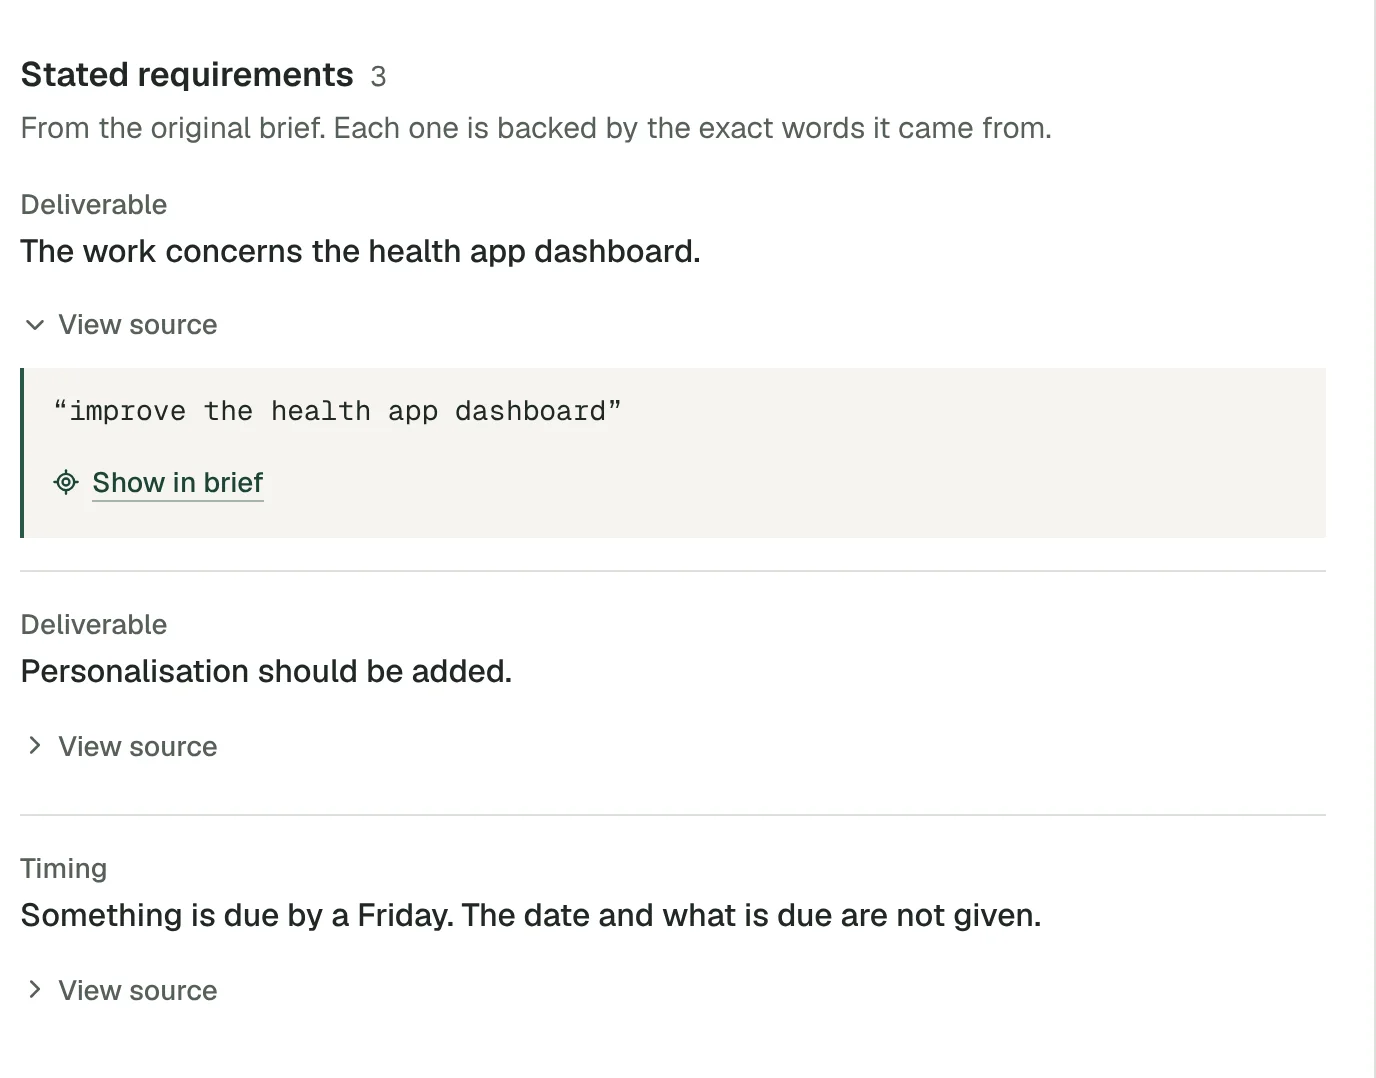 Stated requirements 3
From the original brief. Each one is backed by the exact words it came from.
Deliverable
The work concerns the health app dashboard.
View source
“improve the health app dashboard”
Show in brief
Deliverable
Personalisation should be added.
View source
Timing
Something is due by a Friday. The date and what is due are not given.
View source